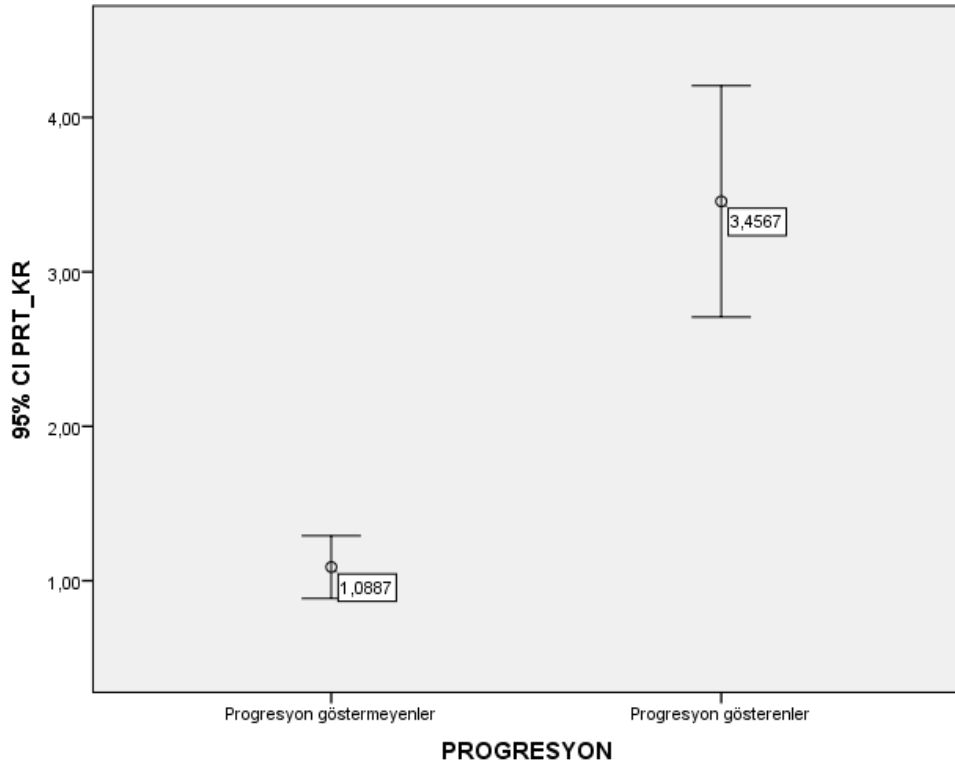 95% CI PRT_KR
4,00
3,00
2,00
1,00
3,4567
1,0887
Progresyon göstermeyenler
Progresyon gösterenler
PROGRESYON